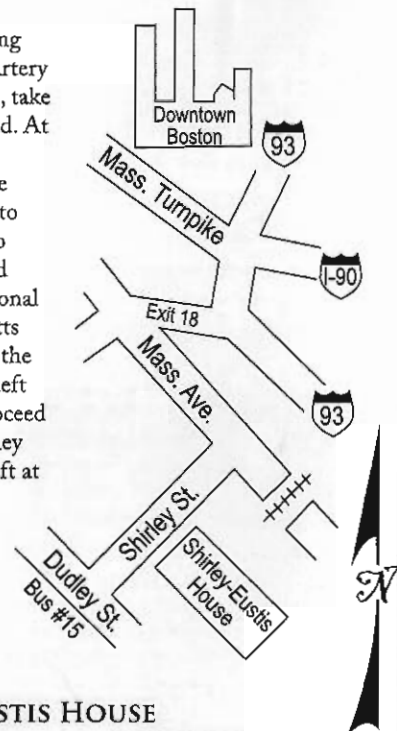 ng
rtery
, take
d. At
e
to
o
d
onal
tts
the
eft
oceed
ey
ft at
Downtown
Boston
93
Mass. Turnpike
I-90
Exit 18
Mass. Ave.
93
Shirley St.
Shirley-Eustis
House
Dudley St.
Bus #15
N
STIS HOUSE